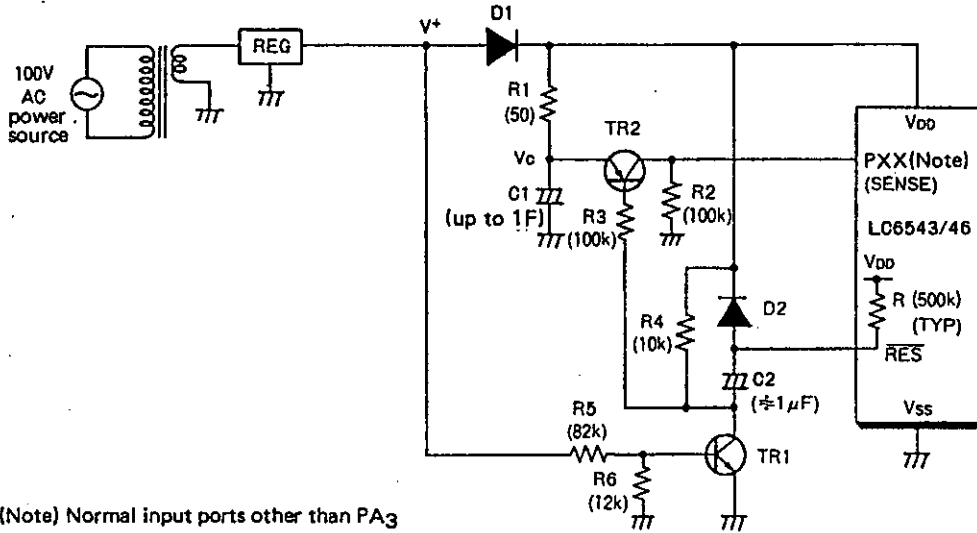 D1
V+
REG
100V
AC
power
source
R1
(50)
TR2
VDD
Vc
PXX(Note)
(SENSE)
C1
(up to 1F)
R2
(100k)
R3
(100k)
LC6543/46
VDD
R (500k)
(TYP)
D2
R4
(10k)
RES
C2
(≑1μF)
R5
(82k)
VSS
TR1
R6
(12k)
(Note) Normal input ports other than PA3